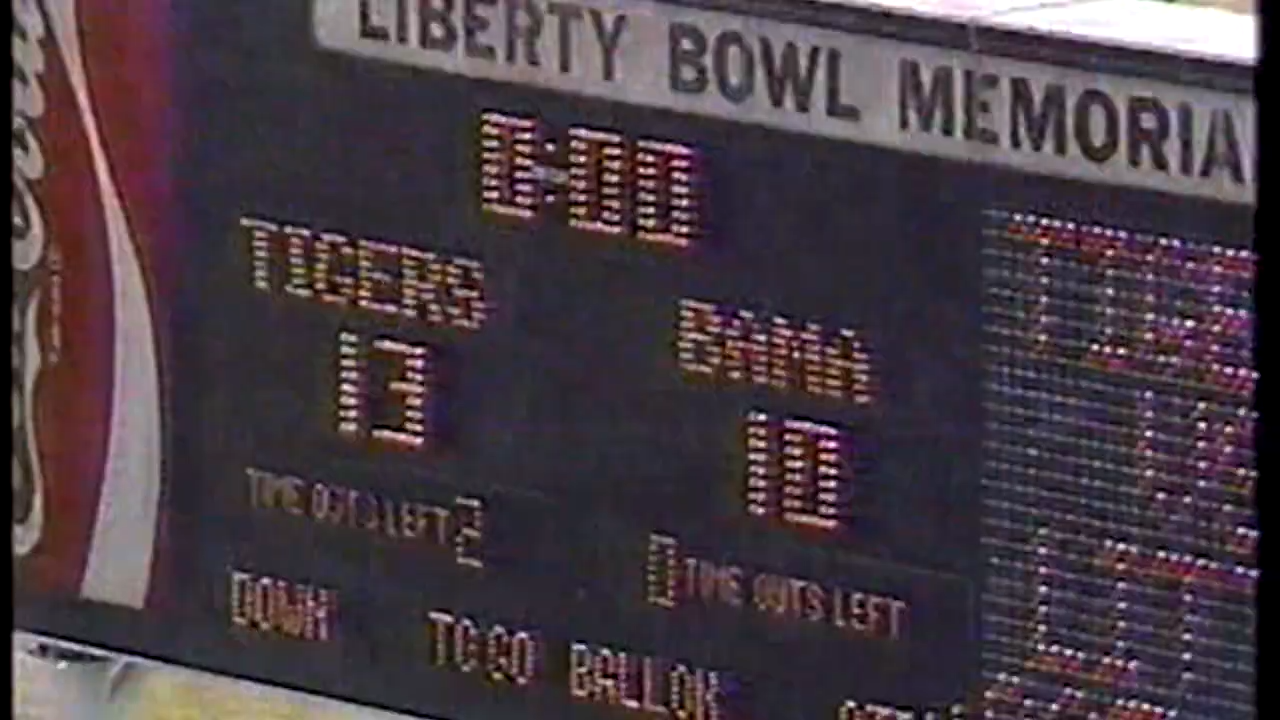 LIBERTY BOWL MEMORIA
0:00
TIGERS
BAMA
13
10
TIME OUTS LEFT 2
0 TIME OUTS LEFT
DOWN TO GO BALL ON